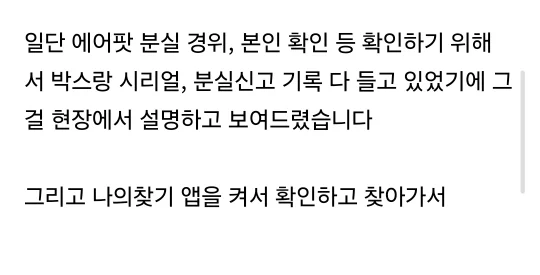 일단 에어팟 분실 경위, 본인 확인 등 확인하기 위해
서 박스랑 시리얼, 분실신고 기록 다 들고 있었기에 그
걸 현장에서 설명하고 보여드렸습니다
그리고 나의찾기 앱을 켜서 확인하고 찾아가서